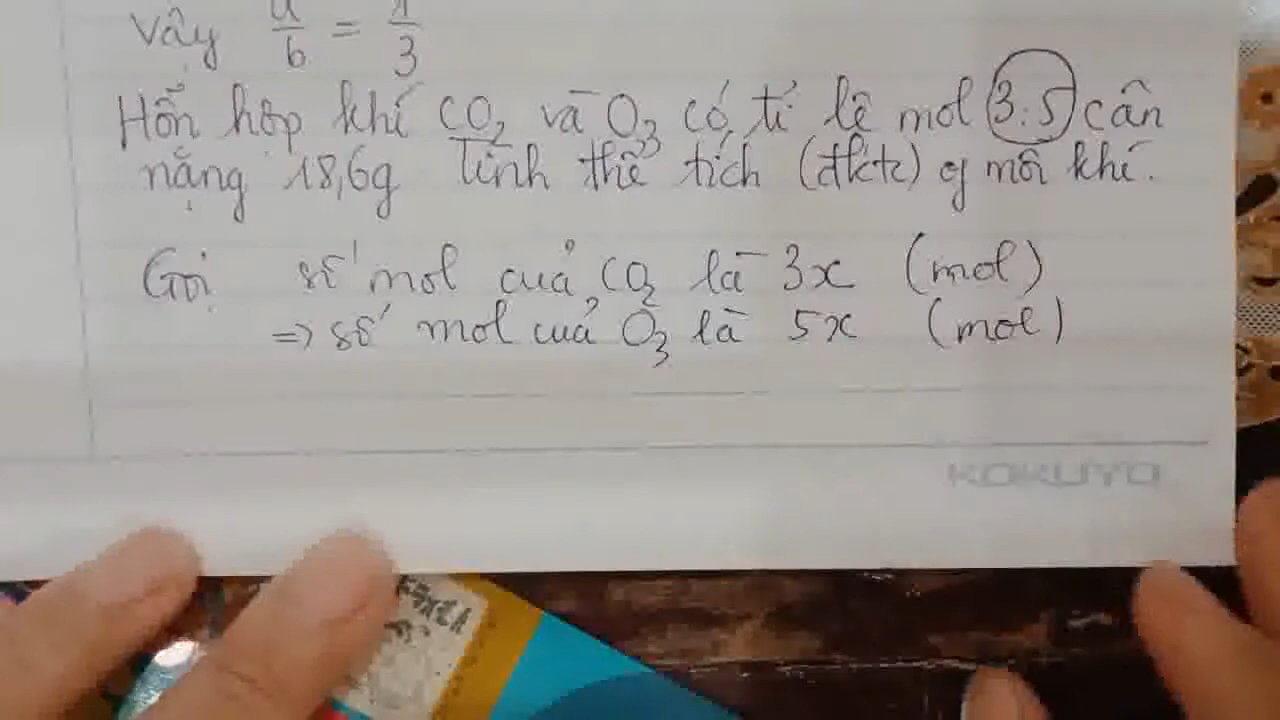 Vậy a/b = 1/3
Hỗn hợp khí CO2 và O3 có tỉ lệ mol 3:5 cân
nặng 18,6g Tính thể tích (đktc) of mỗi khí.
Gọi số mol của CO2 là 3x (mol)
=> số mol của O3 là 5x (mol)
KOKUYO